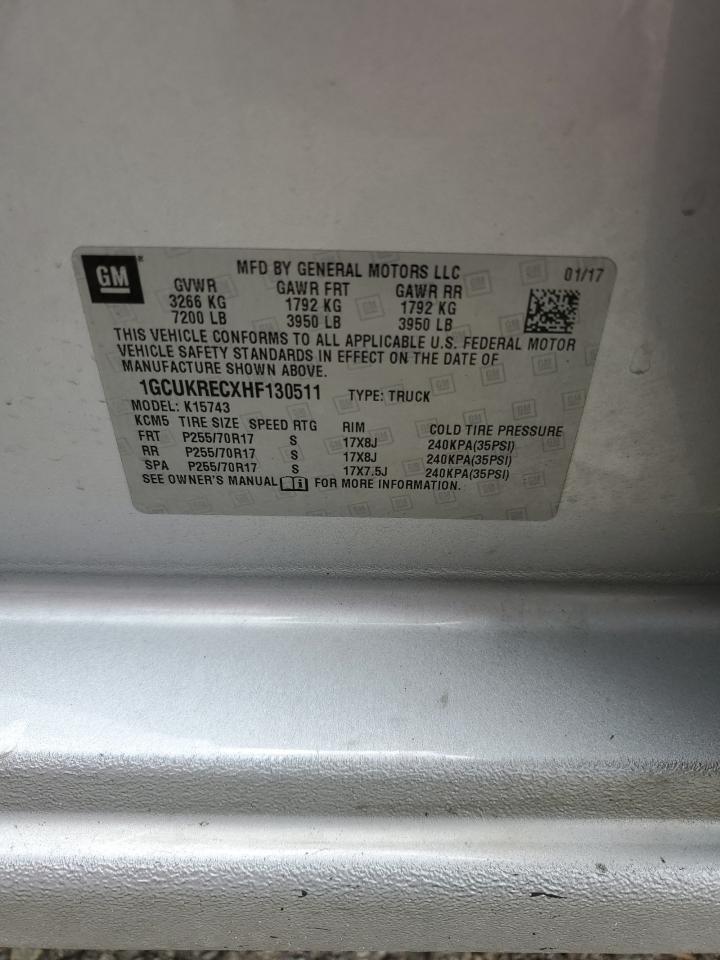 GM ®
MFD BY GENERAL MOTORS LLC 01/17
GVWR GAWR FRT GAWR RR
3266 KG 1792 KG 1792 KG
7200 LB 3950 LB 3950 LB
THIS VEHICLE CONFORMS TO ALL APPLICABLE U.S. FEDERAL MOTOR
VEHICLE SAFETY STANDARDS IN EFFECT ON THE DATE OF
MANUFACTURE SHOWN ABOVE.
1GCUKRECXHF130511 TYPE: TRUCK
MODEL: K15743
KCM5 TIRE SIZE SPEED RTG RIM COLD TIRE PRESSURE
FRT P255/70R17 S 17X8J 240KPA(35PSI)
RR P255/70R17 S 17X8J 240KPA(35PSI)
SPA P255/70R17 S 17X7.5J 240KPA(35PSI)
SEE OWNER'S MANUAL i FOR MORE INFORMATION.